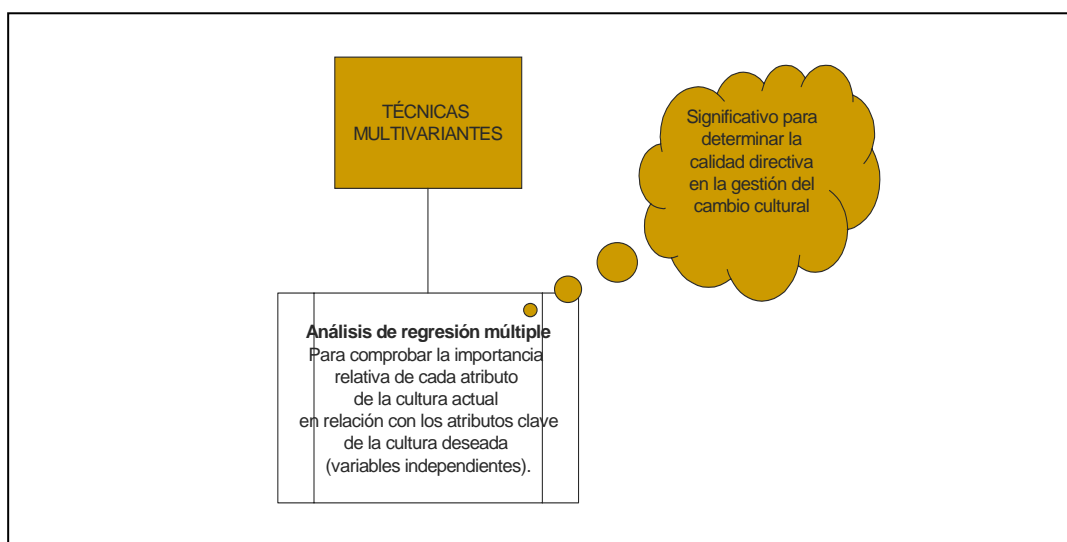 TÉCNICAS
MULTIVARIANTES
Significativo para
determinar la
calidad directiva
en la gestión del
cambio cultural
Análisis de regresión múltiple
Para comprobar la importancia
relativa de cada atributo
de la cultura actual
en relación con los atributos clave
de la cultura deseada
(variables independientes).